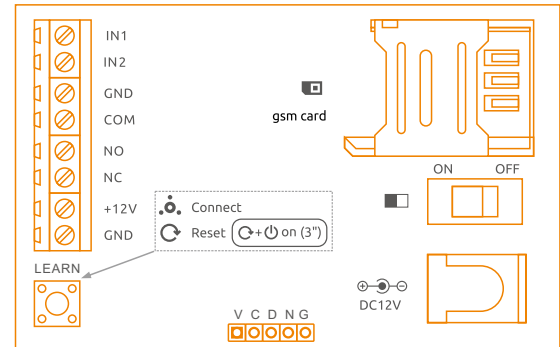 IN1
IN2
GND
COM
NO
NC
+12V
GND
gsm card
ON OFF
Connect
Reset + on (3")
LEARN
DC12V
V C D N G